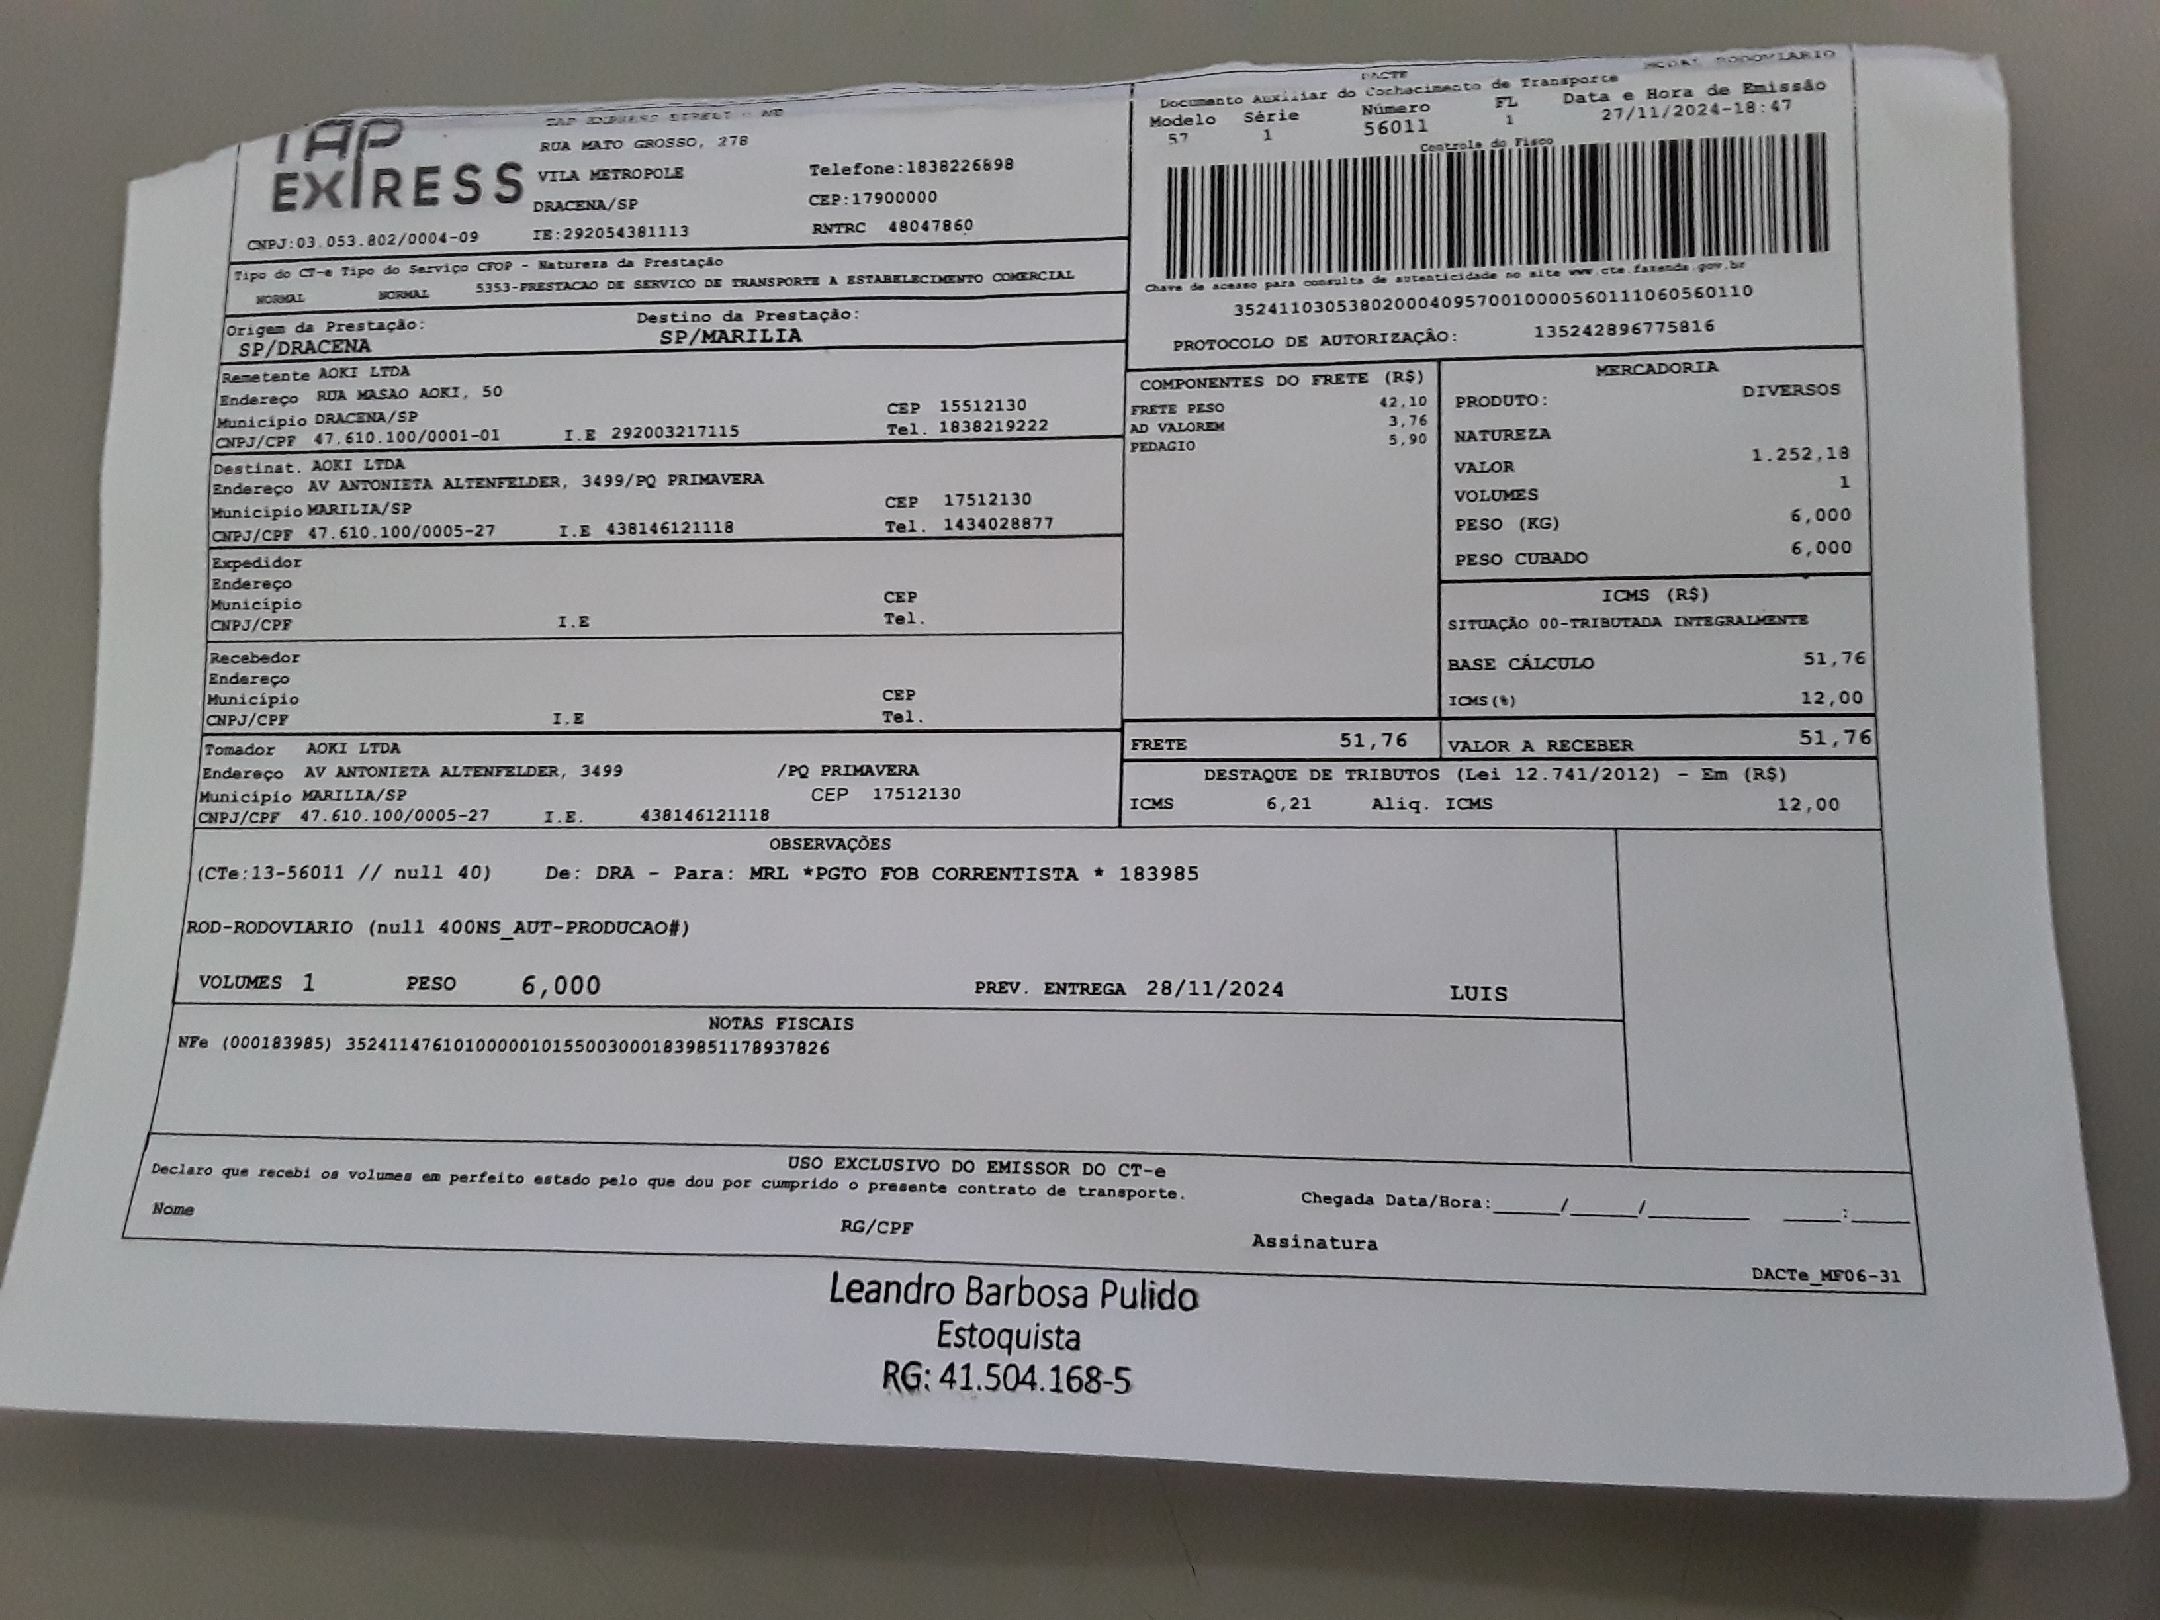 TAP
EXPRESS
RUA MATO GROSSO, 278
VILA METROPOLE
Telefone:1838226898
DRACENA/SP
CEP:17900000
CNPJ:03.053.802/0004-09
IE:292054381113
RNTRC 48047860
Tipo do CT-e Tipo do Serviço CFOP - Natureza da Prestação
NORMAL NORMAL 5353-PRESTACAO DE SERVICO DE TRANSPORTE A ESTABELECIMENTO COMERCIAL
Origem da Prestação: Destino da Prestação:
SP/DRACENA SP/MARILIA
DACTE
MODAL RODOVIARIO
Documento Auxiliar do Conhecimento de Transporte
Modelo Série Número FL Data e Hora de Emissão
57 1 56011 1 27/11/2024-18:47
Controle do Fisco
Chave de acesso para consulta de autenticidade no site www.cte.fazenda.gov.br
35241103053802000409570010000560111060560110
PROTOCOLO DE AUTORIZAÇÂO: 135242896775816
Remetente AOKI LTDA
Endereço RUA MASAO AOKI, 50
Município DRACENA/SP CEP 15512130
CNPJ/CPF 47.610.100/0001-01 I.E 292003217115 Tel. 1838219222
Destinat. AOKI LTDA
Endereço AV ANTONIETA ALTENFELDER, 3499/PQ PRIMAVERA
Municipio MARILIA/SP CEP 17512130
CNPJ/CPF 47.610.100/0005-27 I.E 438146121118 Tel. 1434028877
Expedidor
Endereço
Município CEP
CNPJ/CPF I.E Tel.
Recebedor
Endereço
Município CEP
CNPJ/CPF I.E Tel.
Tomador AOKI LTDA
Endereço AV ANTONIETA ALTENFELDER, 3499 /PQ PRIMAVERA
Município MARILIA/SP CEP 17512130
CNPJ/CPF 47.610.100/0005-27 I.E. 438146121118
COMPONENTES DO FRETE (R$)
FRETE PESO 42,10
AD VALOREM 3,76
PEDAGIO 5,90
MERCADORIA
PRODUTO: DIVERSOS
NATUREZA
VALOR 1.252,18
VOLUMES 1
PESO (KG) 6,000
PESO CUBADO 6,000
ICMS (R$)
SITUAÇÃO 00-TRIBUTADA INTEGRALMENTE
BASE CÁLCULO 51,76
ICMS(%) 12,00
FRETE 51,76 VALOR A RECEBER 51,76
DESTAQUE DE TRIBUTOS (Lei 12.741/2012) - Em (R$)
ICMS 6,21 Aliq. ICMS 12,00
OBSERVAÇÕES
(CTe:13-56011 // null 40) De: DRA - Para: MRL *PGTO FOB CORRENTISTA * 183985
ROD-RODOVIARIO (null 400NS_AUT-PRODUCAO#)
VOLUMES 1 PESO 6,000 PREV. ENTREGA 28/11/2024 LUIS
NOTAS FISCAIS
NFe (000183985) 35241147610100000101550030001839851178937826
USO EXCLUSIVO DO EMISSOR DO CT-e
Declaro que recebi os volumes em perfeito estado pelo que dou por cumprido o presente contrato de transporte.
Chegada Data/Hora:_____/_____/________ ____:____
Nome RG/CPF Assinatura
DACTe_MF06-31
Leandro Barbosa Pulido
Estoquista
RG: 41.504.168-5